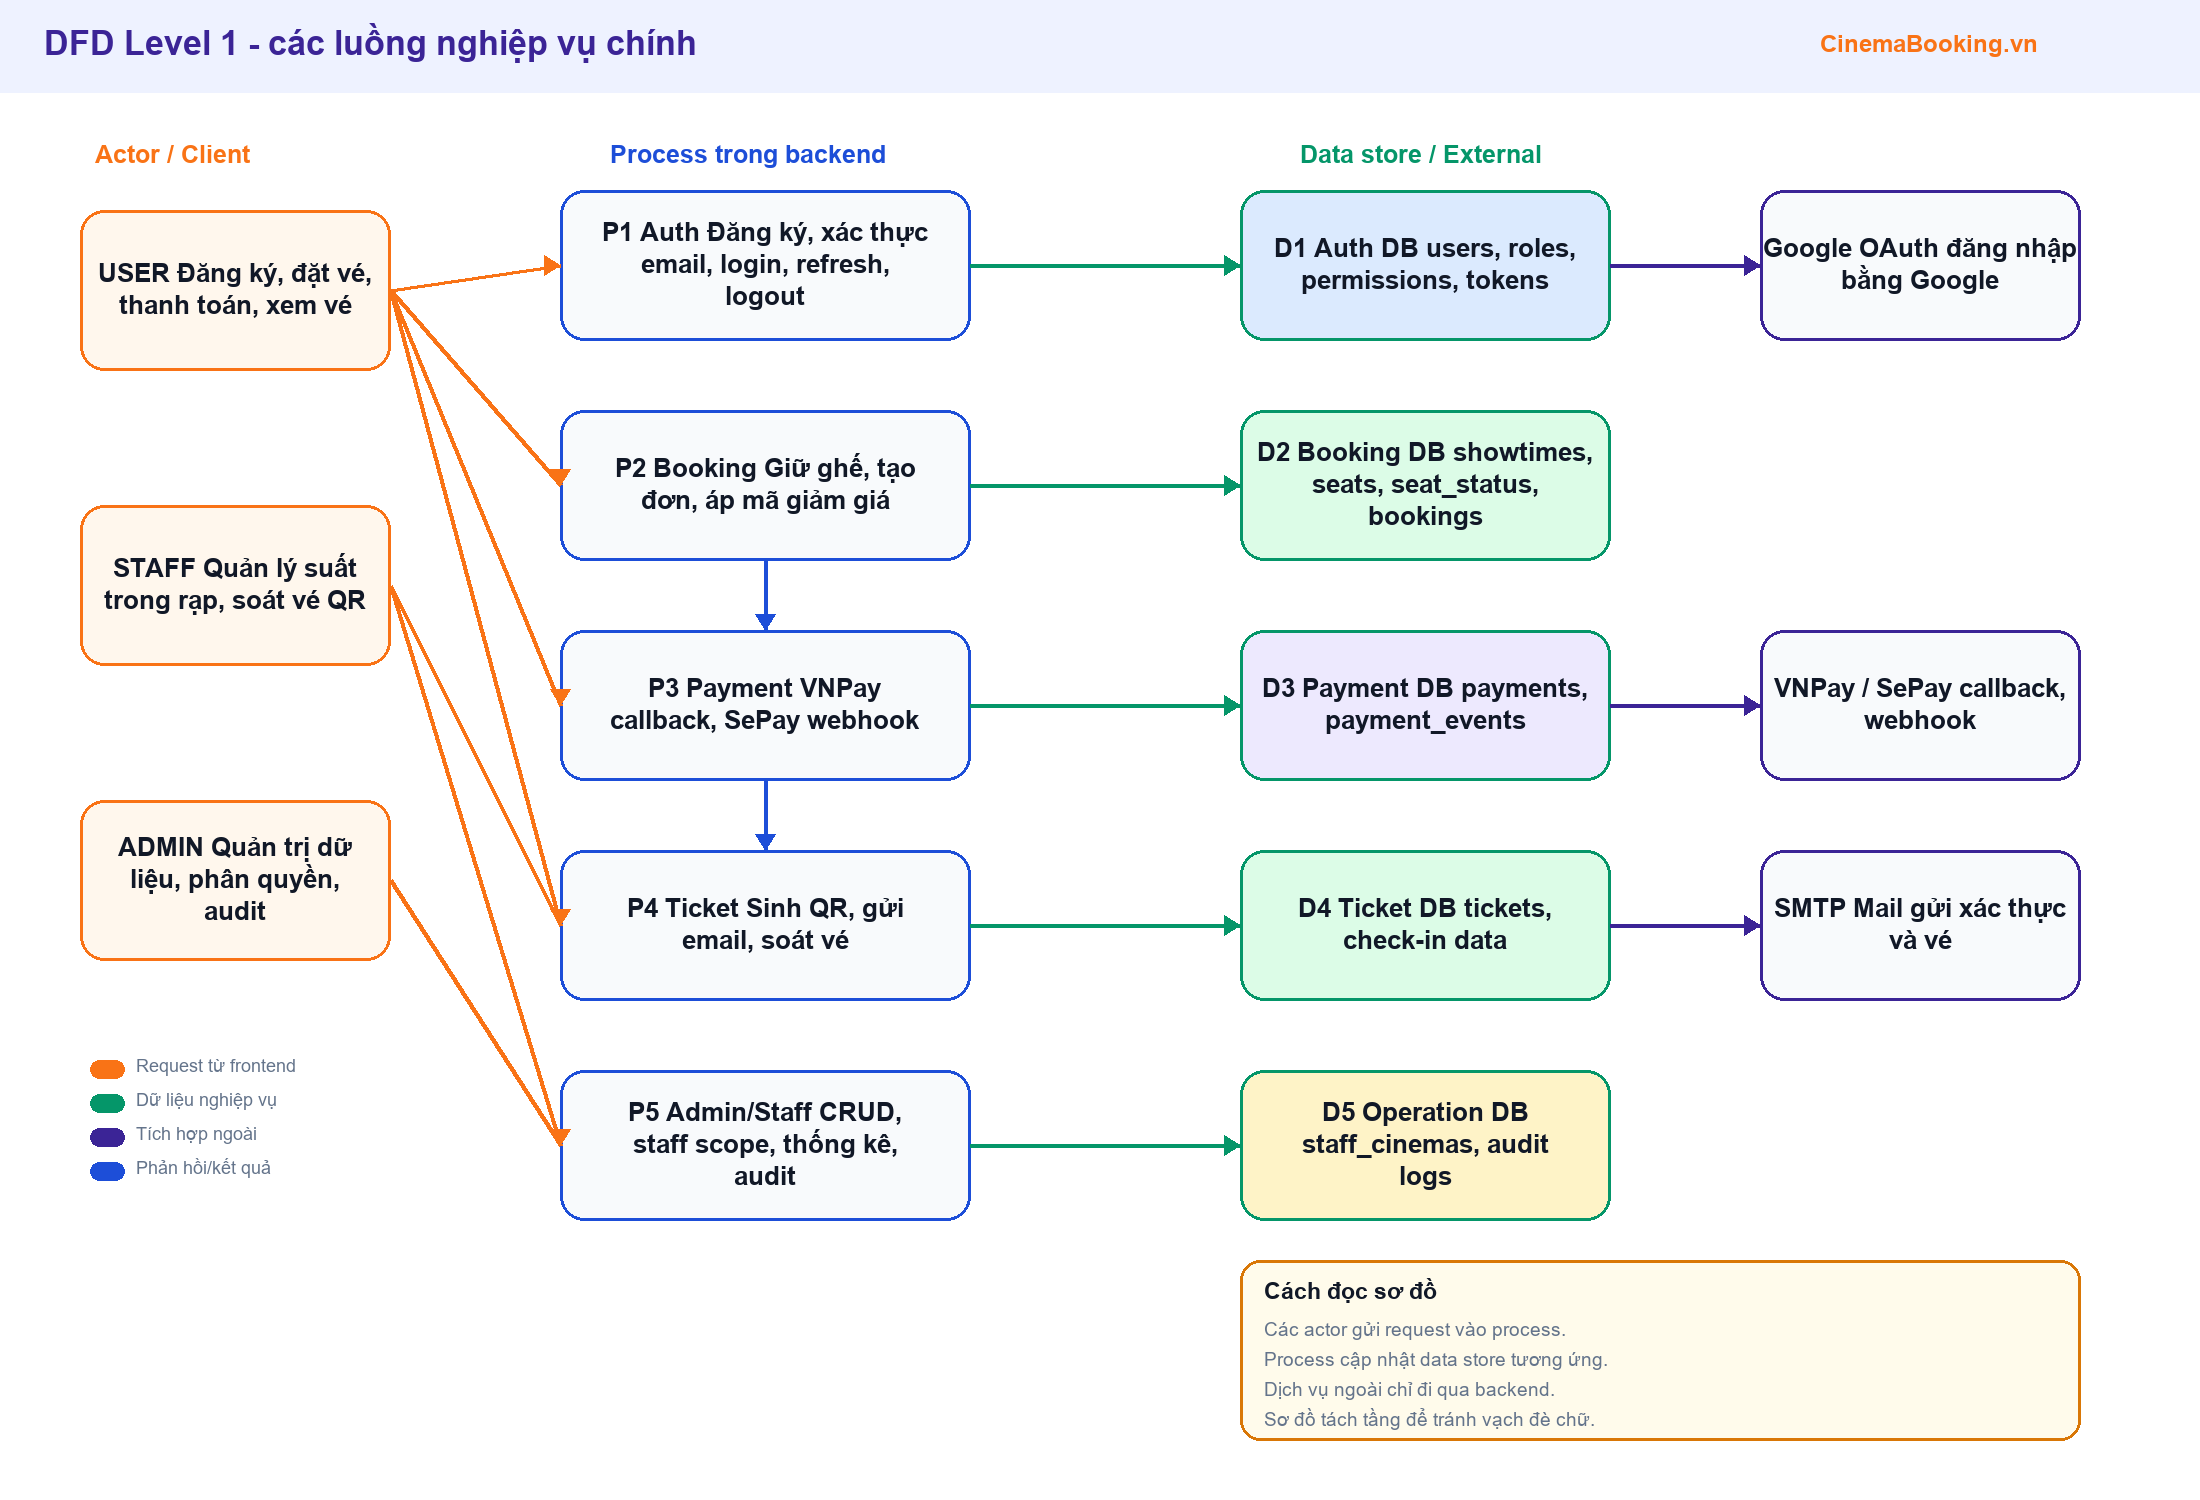 DFD Level 1 - các luồng nghiệp vụ chính
CinemaBooking.vn
Actor / Client
Process trong backend
Data store / External
USER Đăng ký, đặt vé,
thanh toán, xem vé
P1 Auth Đăng ký, xác thực
email, login, refresh,
logout
D1 Auth DB users, roles,
permissions, tokens
Google OAuth đăng nhập
bằng Google
P2 Booking Giữ ghế, tạo
đơn, áp mã giảm giá
D2 Booking DB showtimes,
seats, seat_status,
bookings
STAFF Quản lý suất
trong rạp, soát vé QR
P3 Payment VNPay
callback, SePay webhook
D3 Payment DB payments,
payment_events
VNPay / SePay callback,
webhook
ADMIN Quản trị dữ
liệu, phân quyền,
audit
P4 Ticket Sinh QR, gửi
email, soát vé
D4 Ticket DB tickets,
check-in data
SMTP Mail gửi xác thực
và vé
P5 Admin/Staff CRUD,
staff scope, thống kê,
audit
D5 Operation DB
staff_cinemas, audit
logs
Request từ frontend
Dữ liệu nghiệp vụ
Tích hợp ngoài
Phản hồi/kết quả
Cách đọc sơ đồ
Các actor gửi request vào process.
Process cập nhật data store tương ứng.
Dịch vụ ngoài chỉ đi qua backend.
Sơ đồ tách tầng để tránh vạch đè chữ.